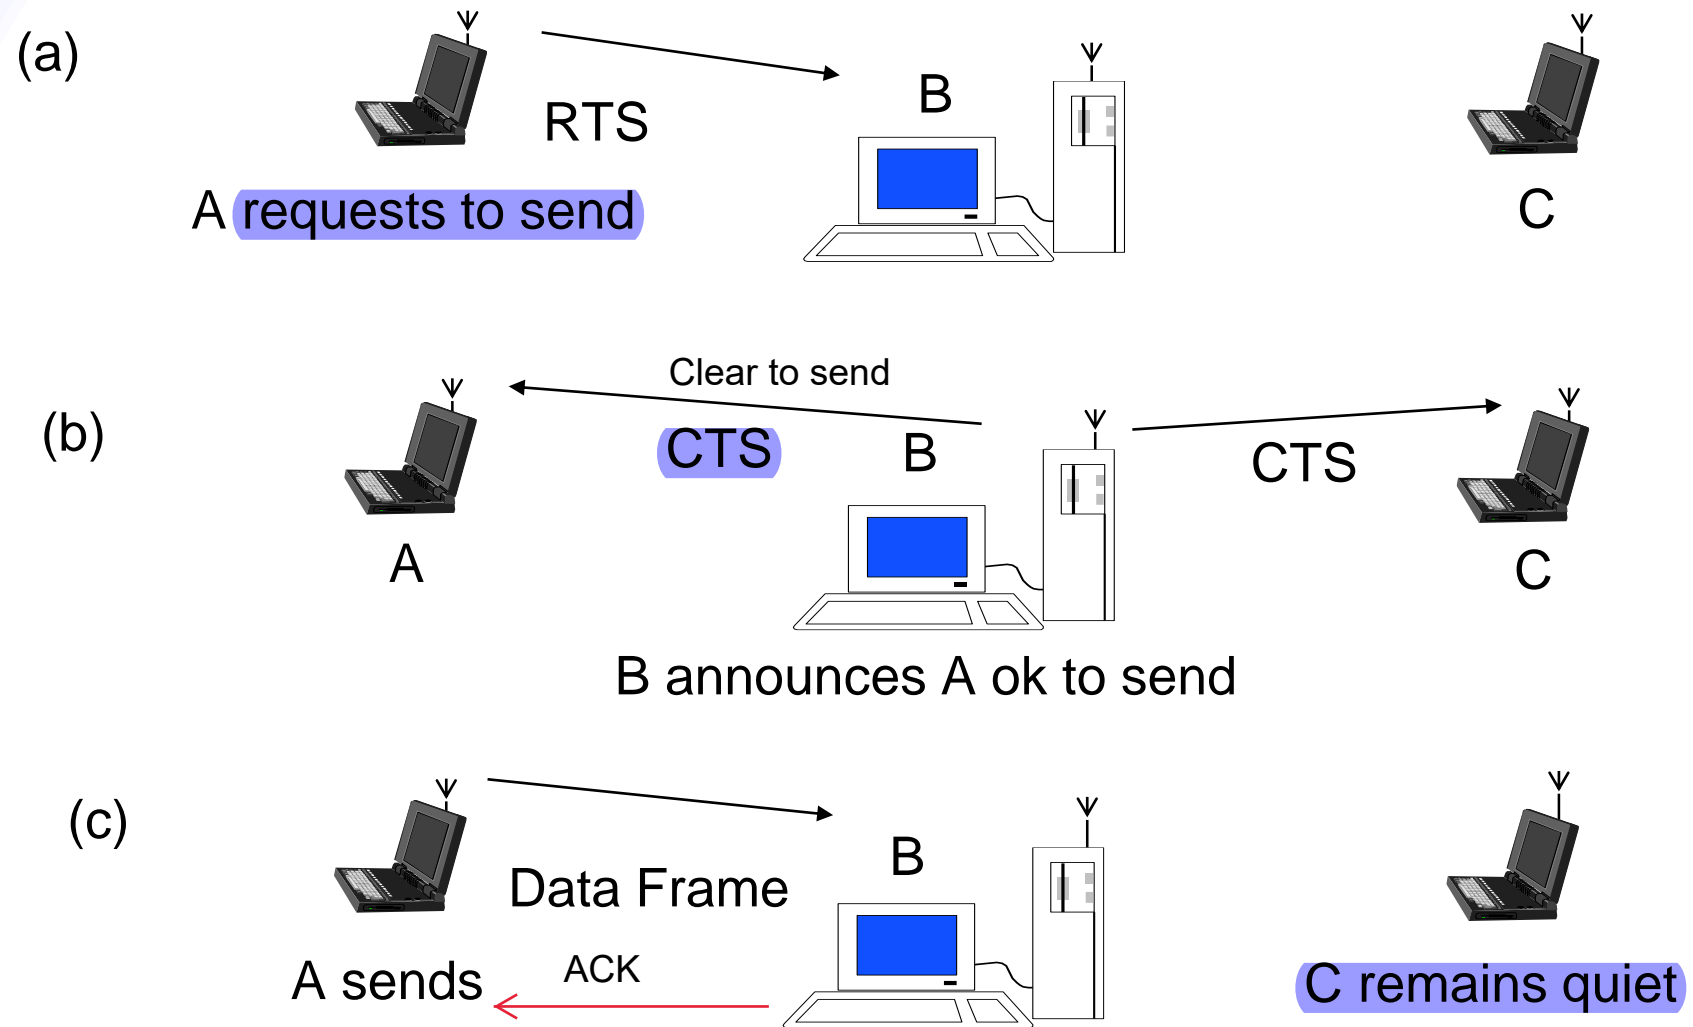 (a)
RTS
B
A requests to send
C
(b)
Clear to send
CTS
B
CTS
A
C
B announces A ok to send
(c)
B
Data Frame
A sends
ACK
C remains quiet